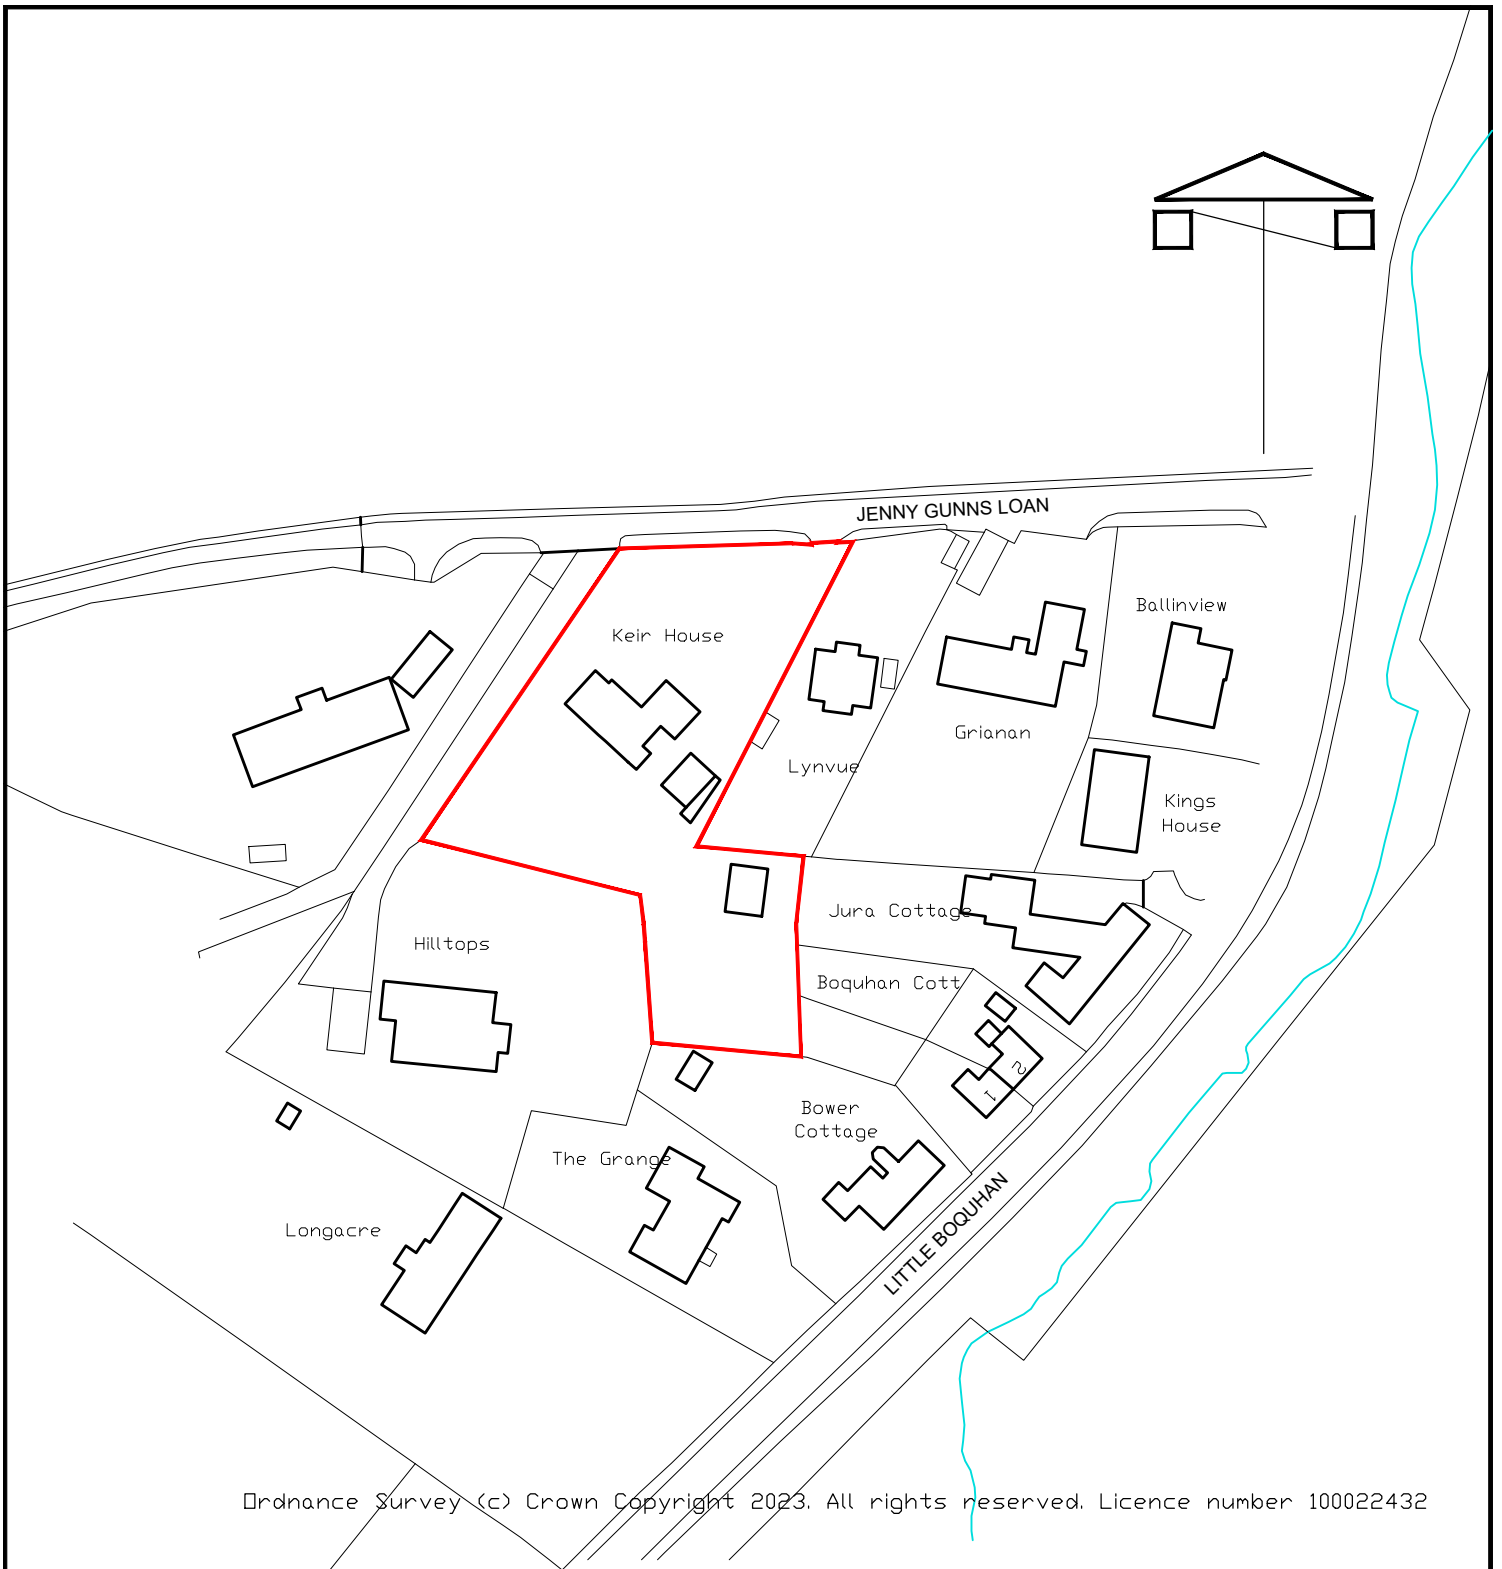 JENNY GUNNS LOAN
Ballinview
Keir House
Grianan
Lynvue
Kings
House
Jura Cottage
Hilltops
Boquhan Cott
2
1
Bower
Cottage
The Grange
Longacre
LITTLE BOQUHAN
Ordnance Survey (c) Crown Copyright 2023. All rights reserved. Licence number 100022432